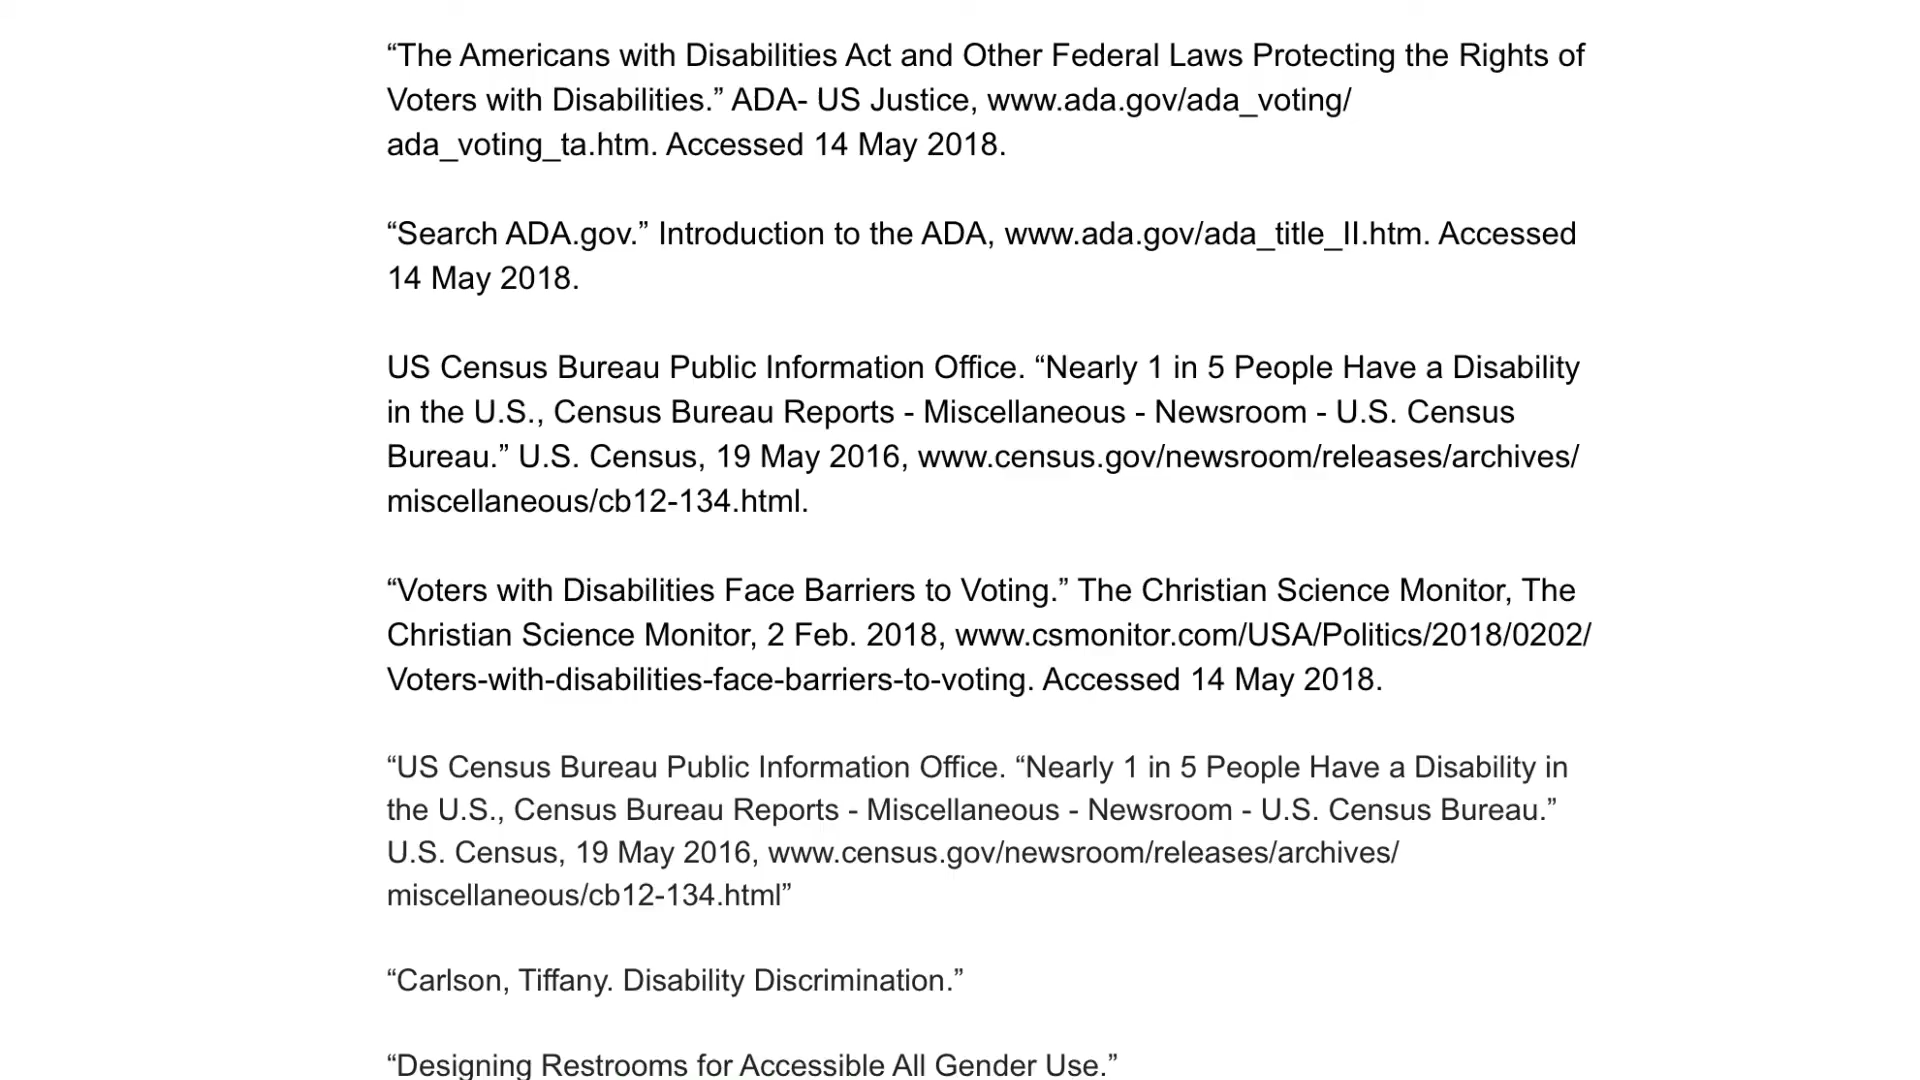 “The Americans with Disabilities Act and Other Federal Laws Protecting the Rights of
Voters with Disabilities.” ADA- US Justice, www.ada.gov/ada_voting/
ada_voting_ta.htm. Accessed 14 May 2018.
“Search ADA.gov.” Introduction to the ADA, www.ada.gov/ada_title_II.htm. Accessed
14 May 2018.
US Census Bureau Public Information Office. “Nearly 1 in 5 People Have a Disability
in the U.S., Census Bureau Reports - Miscellaneous - Newsroom - U.S. Census
Bureau.” U.S. Census, 19 May 2016, www.census.gov/newsroom/releases/archives/
miscellaneous/cb12-134.html.
“Voters with Disabilities Face Barriers to Voting.” The Christian Science Monitor, The
Christian Science Monitor, 2 Feb. 2018, www.csmonitor.com/USA/Politics/2018/0202/
Voters-with-disabilities-face-barriers-to-voting. Accessed 14 May 2018.
“US Census Bureau Public Information Office. “Nearly 1 in 5 People Have a Disability in
the U.S., Census Bureau Reports - Miscellaneous - Newsroom - U.S. Census Bureau.”
U.S. Census, 19 May 2016, www.census.gov/newsroom/releases/archives/
miscellaneous/cb12-134.html”
“Carlson, Tiffany. Disability Discrimination.”
“Designing Restrooms for Accessible All Gender Use.”